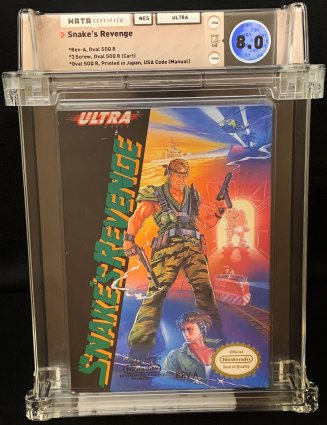 WATA CERTIFIED
NES
ULTRA
Snake's Revenge
*Rev-A, Oval SOQ R
*3 Screw, Oval SOQ R (Cart)
*Oval SOQ R, Printed in Japan, USA Code (Manual)
8.0
ULTRA
SNAKE'S REVENGE
Nintendo
REV-A
Official
Nintendo
Seal of Quality